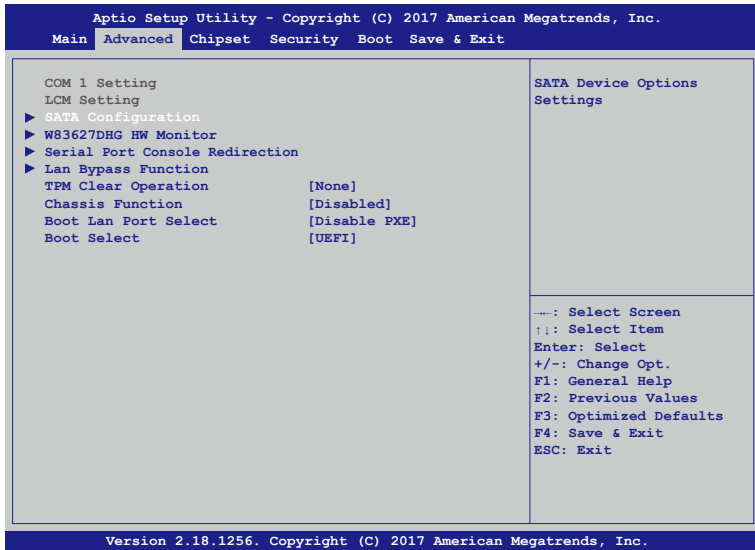 Aptio Setup Utility - Copyright (C) 2017 American Megatrends, Inc.
Main Advanced Chipset Security Boot Save & Exit
COM 1 Setting
LCM Setting
▶ SATA Configuration
▶ W83627DHG HW Monitor
▶ Serial Port Console Redirection
▶ Lan Bypass Function
TPM Clear Operation [None]
Chassis Function [Disabled]
Boot Lan Port Select [Disable PXE]
Boot Select [UEFI]
SATA Device Options
Settings
→←: Select Screen
↑↓: Select Item
Enter: Select
+/-: Change Opt.
F1: General Help
F2: Previous Values
F3: Optimized Defaults
F4: Save & Exit
ESC: Exit
Version 2.18.1256. Copyright (C) 2017 American Megatrends, Inc.